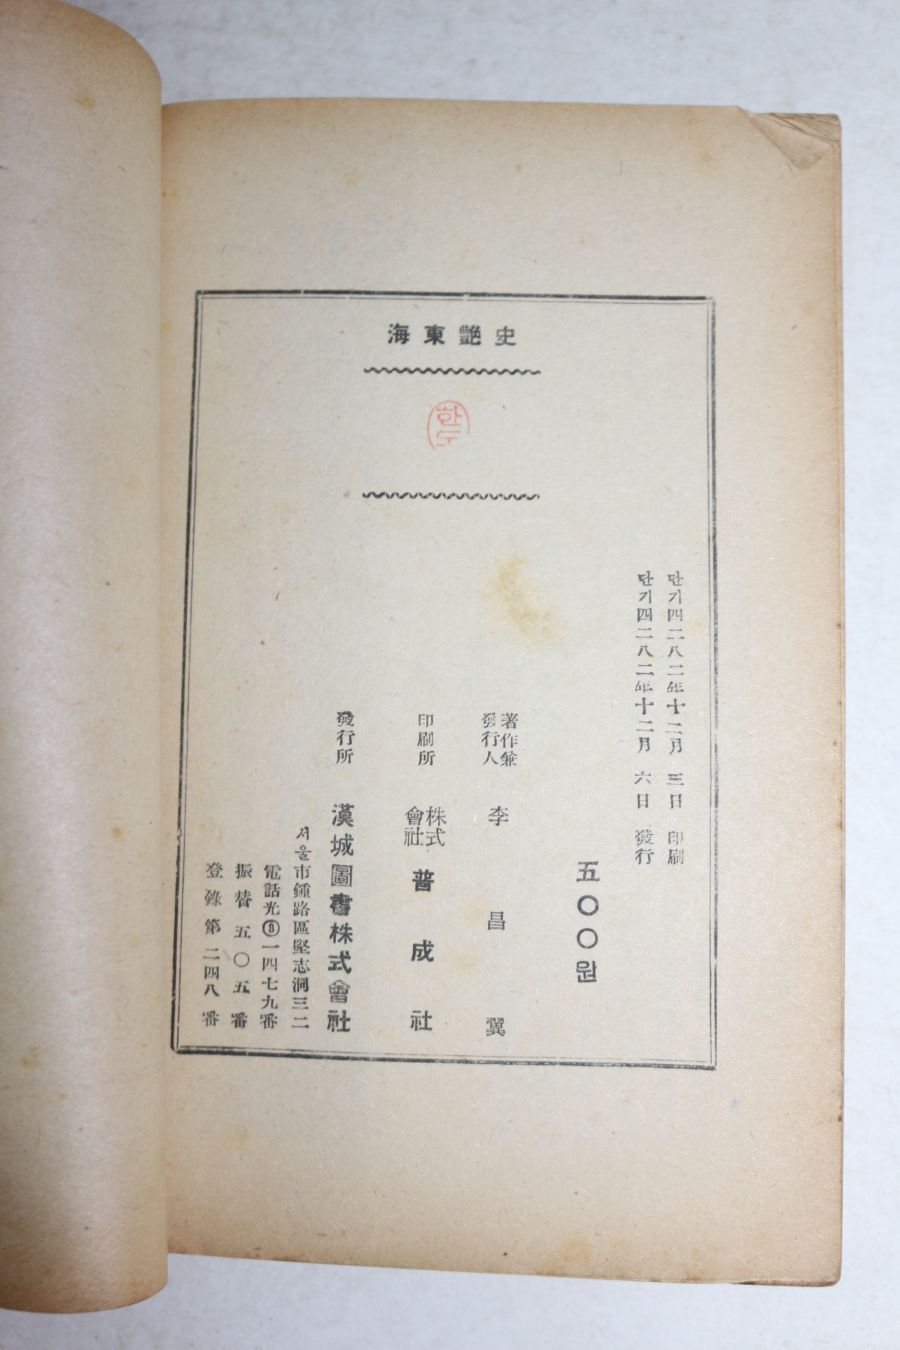 海東艶史
한도
단기四二八二年十二月 三日 印刷
단기四二八二年十二月 六日 發行
五〇〇원
著作兼
發行人 李昌翼
印刷所 株式會社 普成社
發行所 漢城圖書株式會社
서울市鍾路區堅志洞三二
電話光③一四七九番
振替五〇五番
登錄第二四八番